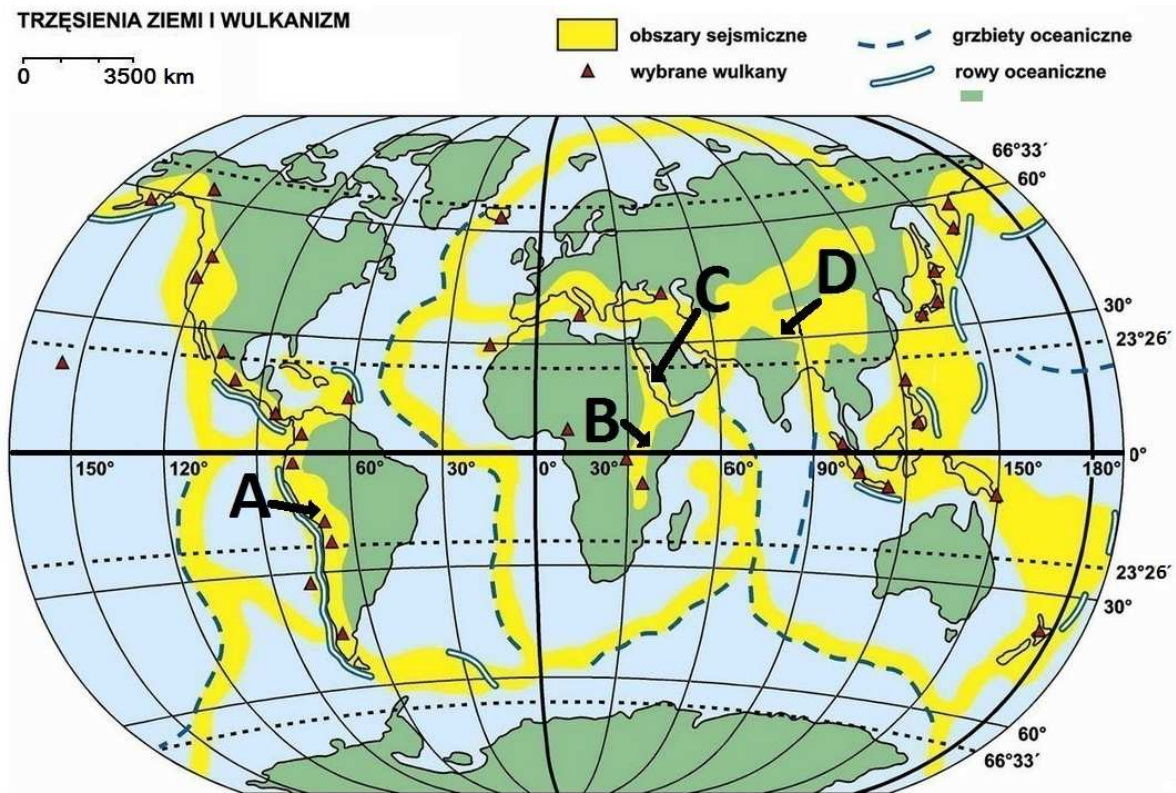 TRZĘSIENIA ZIEMI I WULKANIZM
0 3500 km
obszary sejsmiczne
wybrane wulkany
grzbiety oceaniczne
rowy oceaniczne
66°33′
60°
C
D
30°
23°26′
B
150° 120° 60° 30° 0° 30° 60° 90° 150° 180° 0°
A
23°26′
30°
60°
66°33′